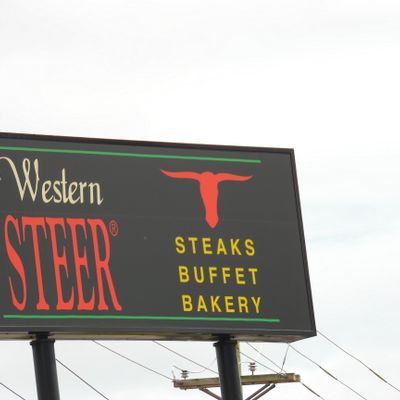 Western
STEER®
STEAKS
BUFFET
BAKERY